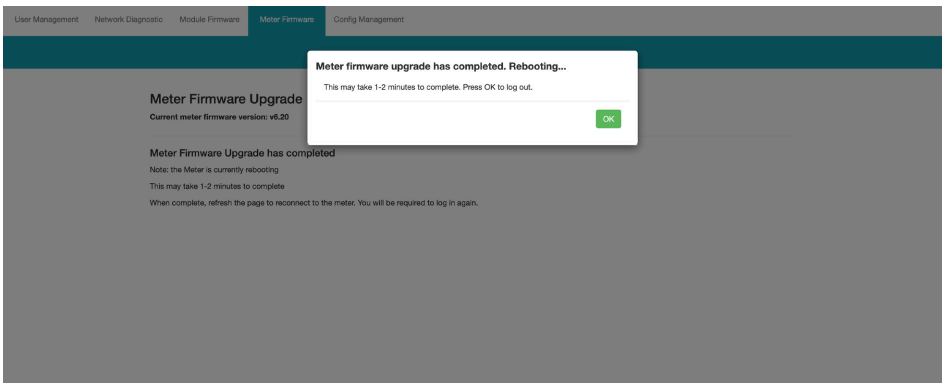 User Management Network Diagnostic Module Firmware Meter Firmware Config Management
Meter firmware upgrade has completed. Rebooting...
This may take 1-2 minutes to complete. Press OK to log out.
OK
Meter Firmware Upgrade
Current meter firmware version: v6.20
Meter Firmware Upgrade has completed
Note: the Meter is currently rebooting
This may take 1-2 minutes to complete
When complete, refresh the page to reconnect to the meter. You will be required to log in again.